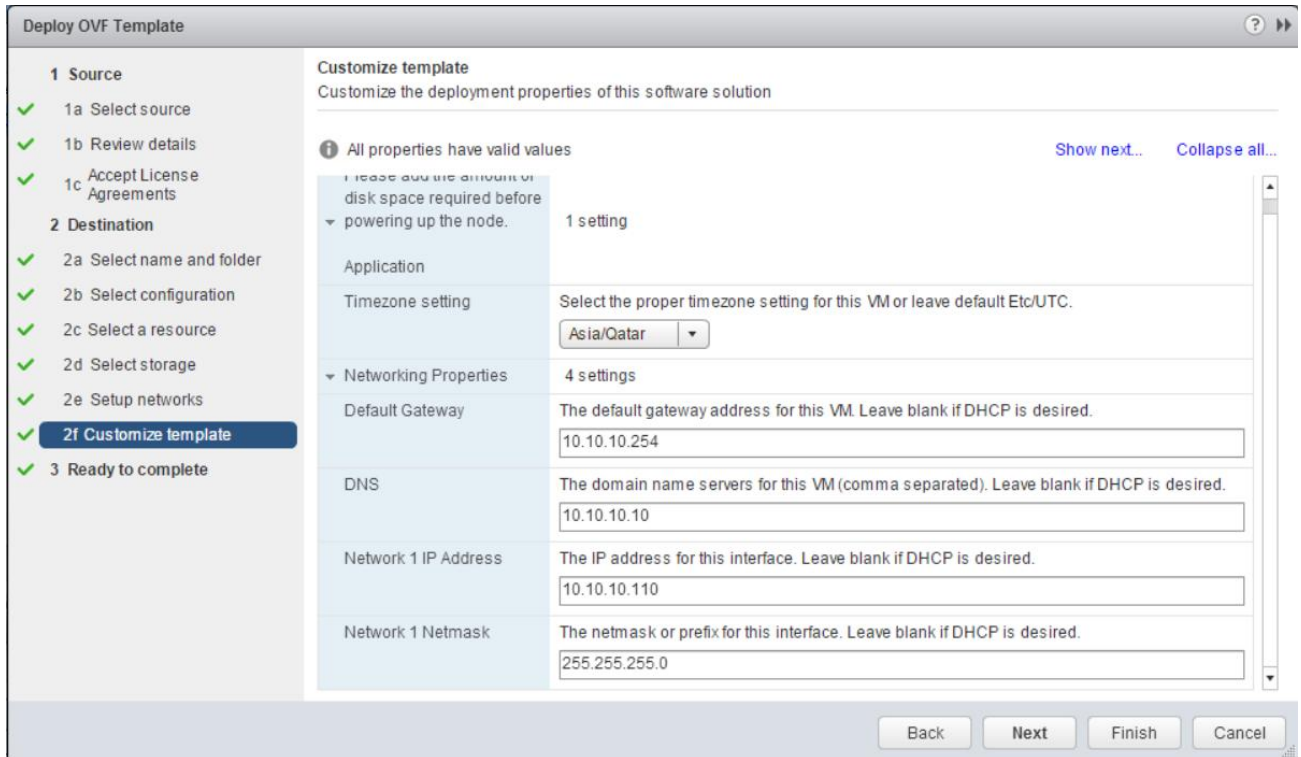 Deploy OVF Template
1 Source
1a Select source
1b Review details
1c Accept License
Agreements
2 Destination
2a Select name and folder
2b Select configuration
2c Select a resource
2d Select storage
2e Setup networks
2f Customize template
3 Ready to complete
Customize template
Customize the deployment properties of this software solution
All properties have valid values
Show next...
Collapse all...
Please add the amount of
disk space required before
powering up the node.
1 setting
Application
Timezone setting
Select the proper timezone setting for this VM or leave default Etc/UTC.
Asia/Qatar
Networking Properties
4 settings
Default Gateway
The default gateway address for this VM. Leave blank if DHCP is desired.
10.10.10.254
DNS
The domain name servers for this VM (comma separated). Leave blank if DHCP is desired.
10.10.10.10
Network 1 IP Address
The IP address for this interface. Leave blank if DHCP is desired.
10.10.10.110
Network 1 Netmask
The netmask or prefix for this interface. Leave blank if DHCP is desired.
255.255.255.0
Back
Next
Finish
Cancel